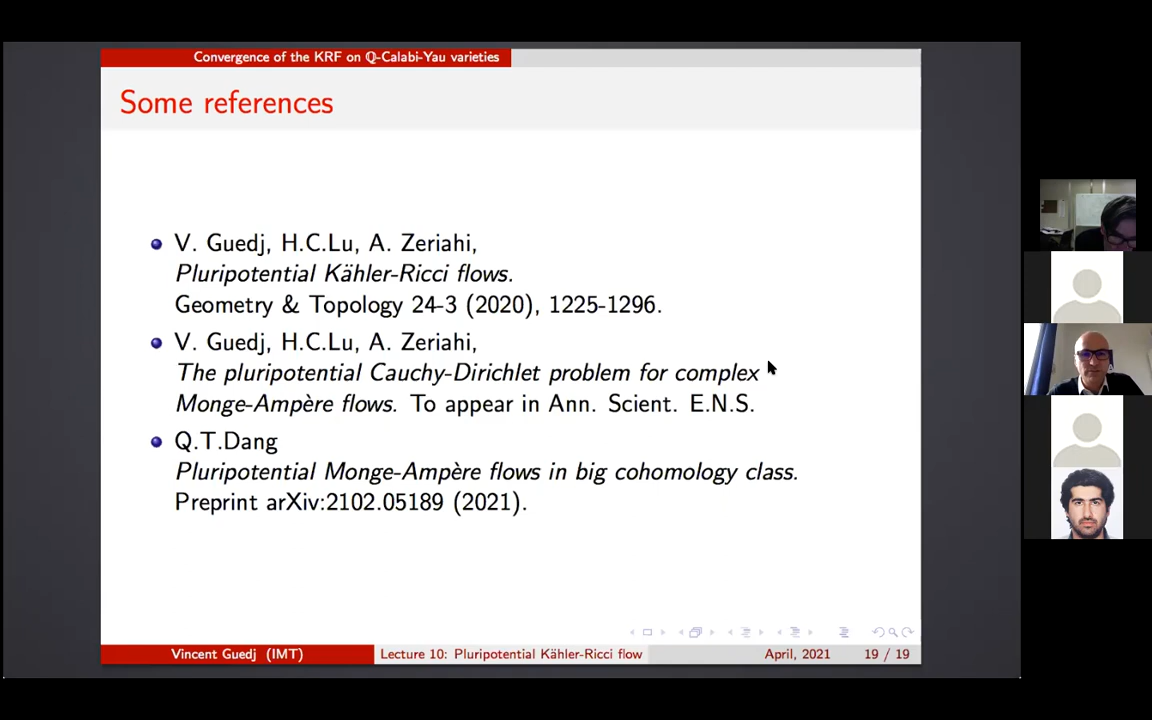 Convergence of the KRF on ℚ-Calabi-Yau varieties
Some references
V. Guedj, H.C.Lu, A. Zeriahi,
Pluripotential Kähler-Ricci flows.
Geometry & Topology 24-3 (2020), 1225-1296.
V. Guedj, H.C.Lu, A. Zeriahi,
The pluripotential Cauchy-Dirichlet problem for complex
Monge-Ampère flows. To appear in Ann. Scient. E.N.S.
Q.T.Dang
Pluripotential Monge-Ampère flows in big cohomology class.
Preprint arXiv:2102.05189 (2021).
Vincent Guedj (IMT) Lecture 10: Pluripotential Kähler-Ricci flow April, 2021 19 / 19